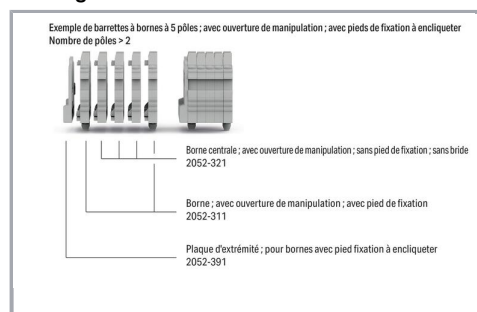 Exemple de barrettes à bornes à 5 pôles ; avec ouverture de manipulation ; avec pieds de fixation à encliqueter
Nombre de pôles > 2
Borne centrale ; avec ouverture de manipulation ; sans pied de fixation ; sans bride
2052-321
Borne ; avec ouverture de manipulation ; avec pied de fixation
2052-311
Plaque d'extrémité ; pour bornes avec pied fixation à encliqueter
2052-391